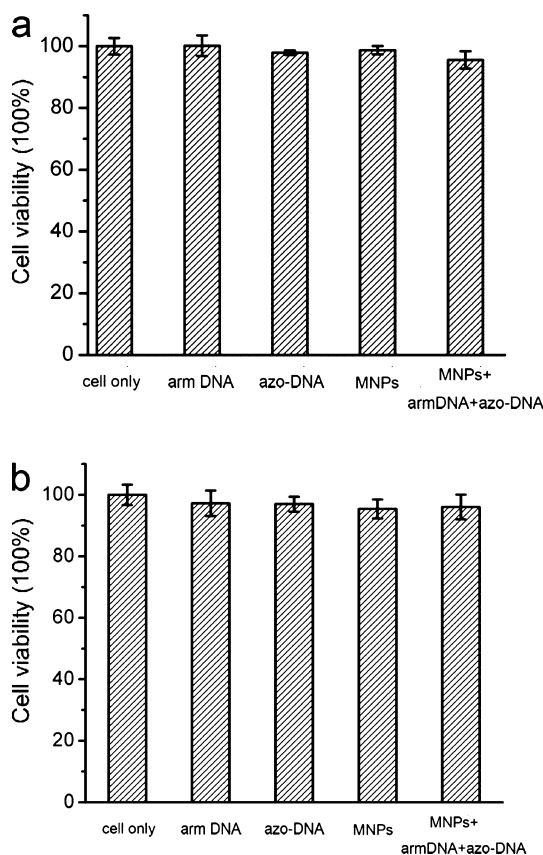 a
Cell viability (100%)
100
80
60
40
20
0
cell only
arm DNA
azo-DNA
MNPs
MNPs+
armDNA+azo-DNA
b
Cell viability (100%)
100
80
60
40
20
0
cell only
arm DNA
azo-DNA
MNPs
MNPs+
armDNA+azo-DNA